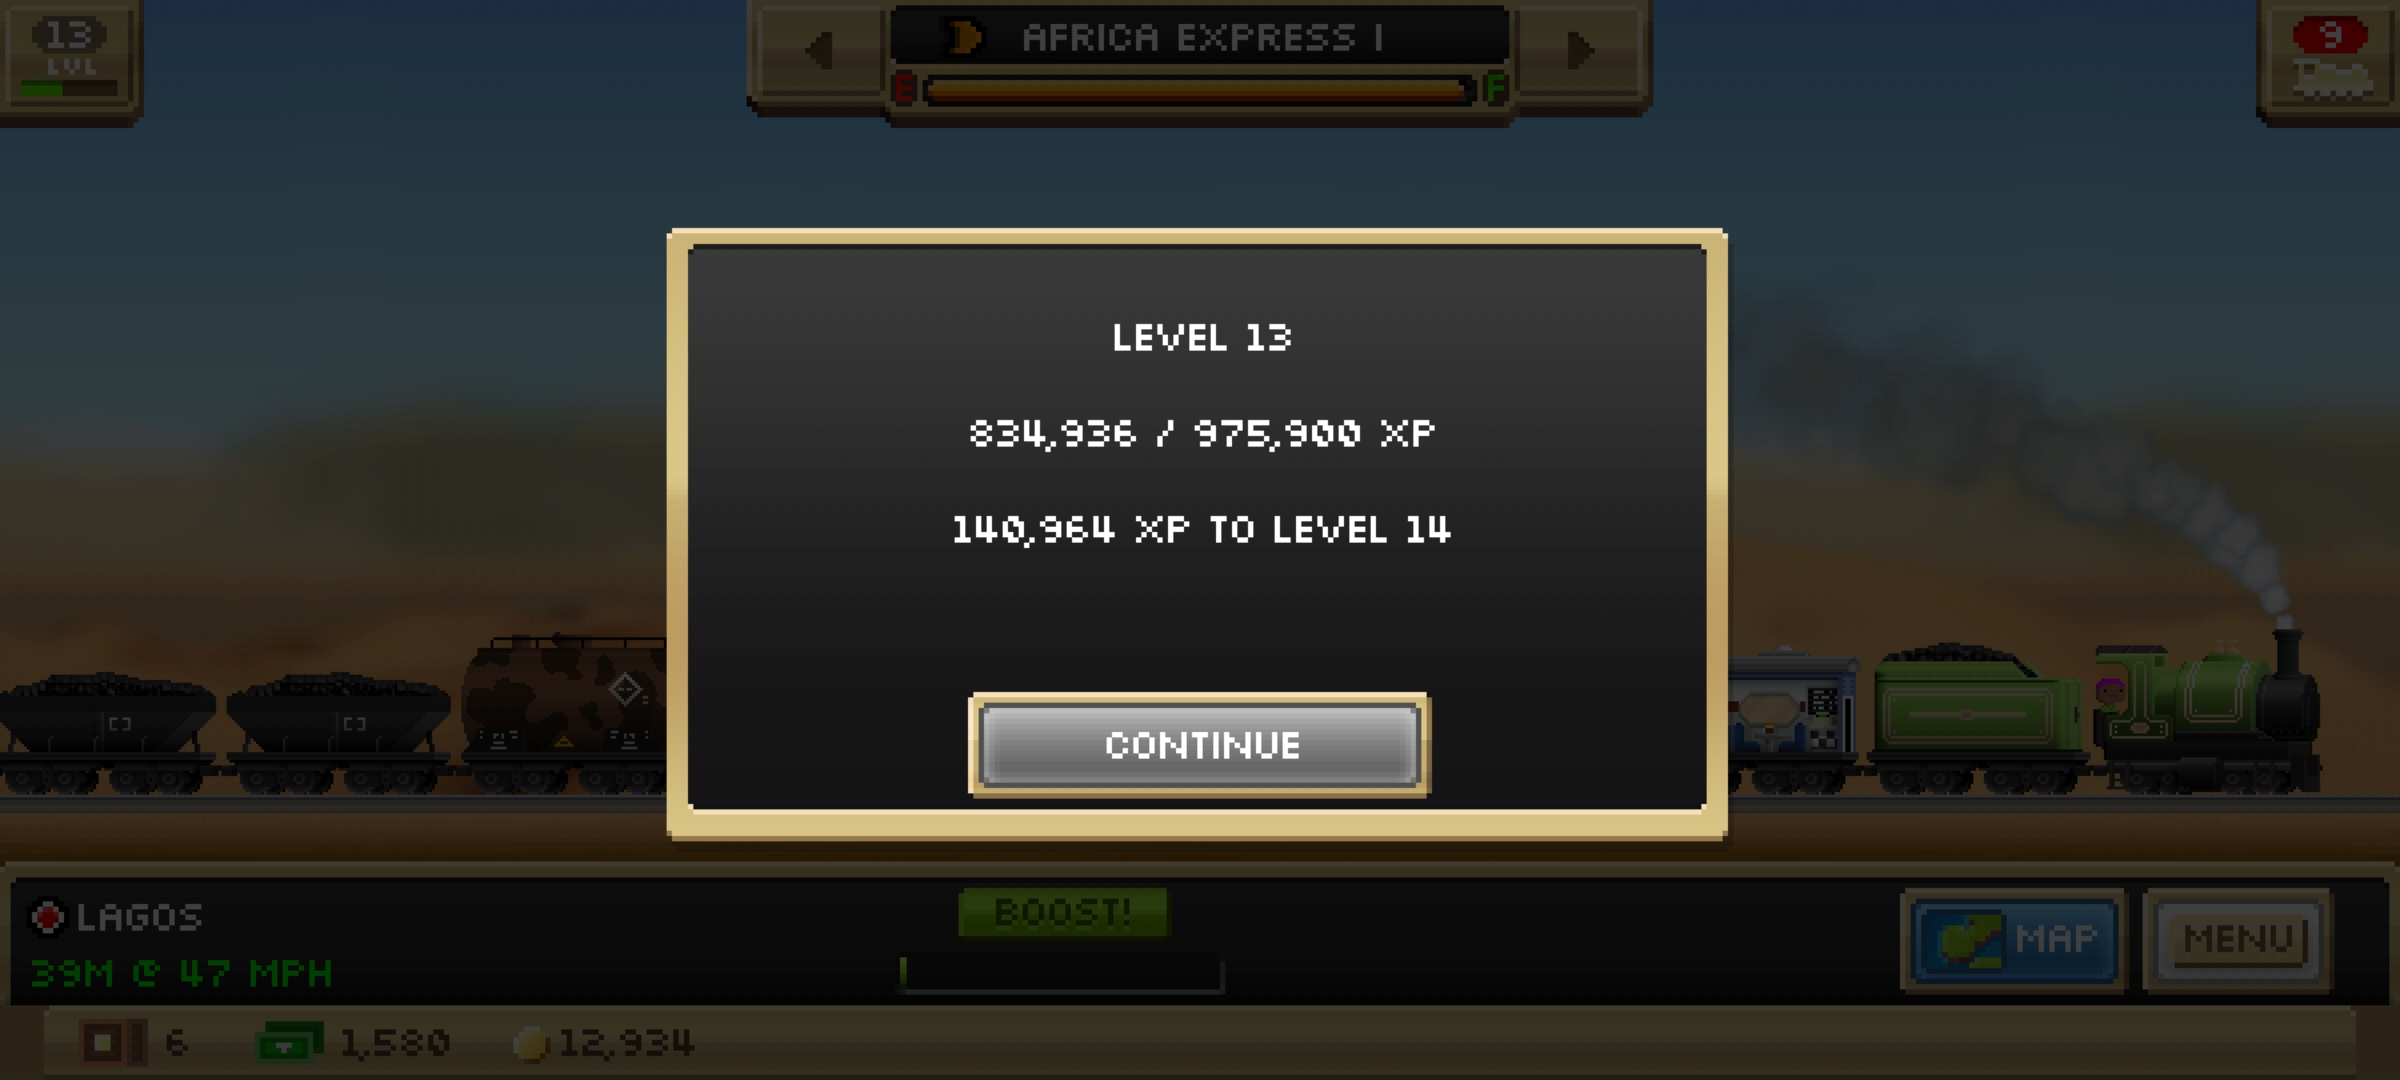 13
LVL
AFRICA EXPRESS I
E F
9
LEVEL 13
834,936 / 975,900 XP
140,964 XP TO LEVEL 14
CONTINUE
LAGOS
39M @ 47 MPH
BOOST!
MAP
MENU
6 1,580 12,934